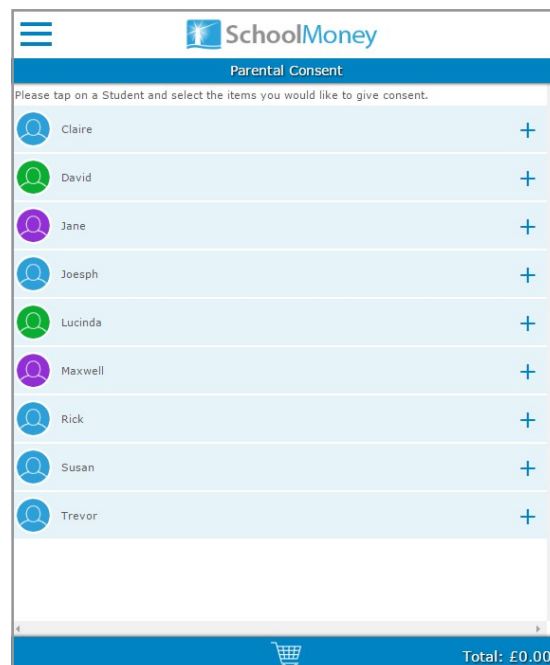 SchoolMoney
Parental Consent
Please tap on a Student and select the items you would like to give consent.
Claire
David
Jane
Joesph
Lucinda
Maxwell
Rick
Susan
Trevor
Total: £0.00